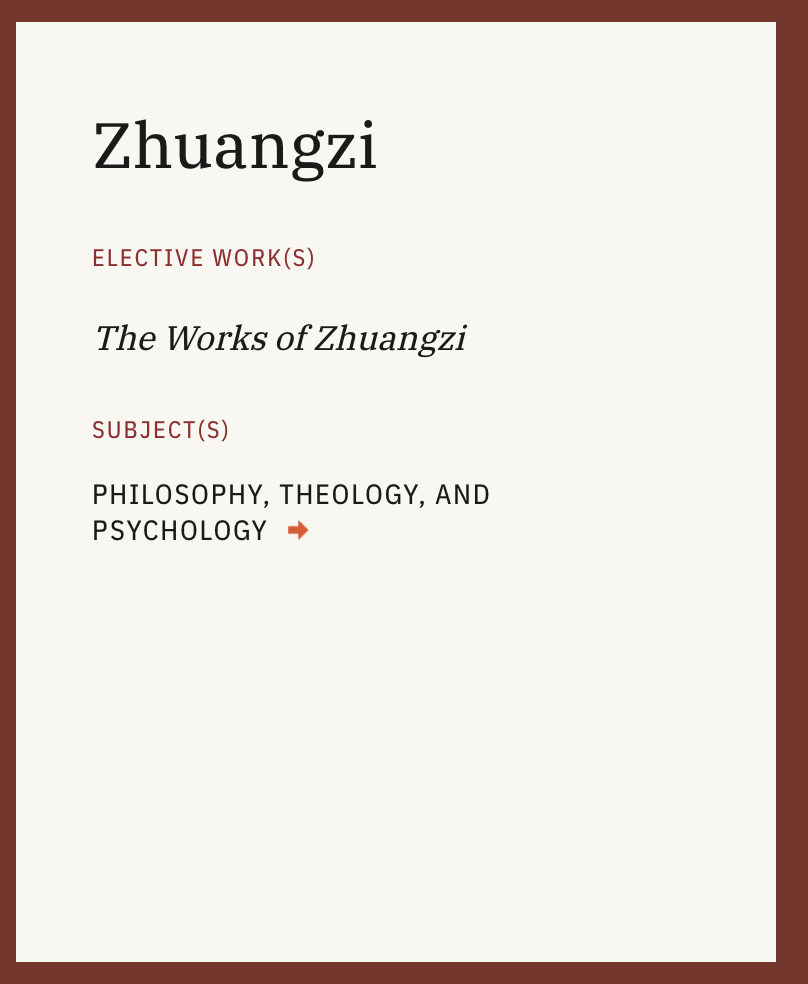 Zhuangzi
ELECTIVE WORK(S)
The Works of Zhuangzi
SUBJECT(S)
PHILOSOPHY, THEOLOGY, AND
PSYCHOLOGY